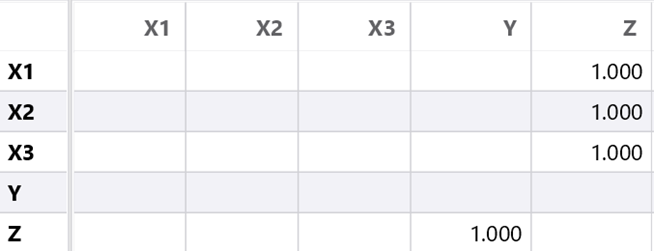 X1 X2 X3 Y Z
X1 1.000
X2 1.000
X3 1.000
Y
Z 1.000